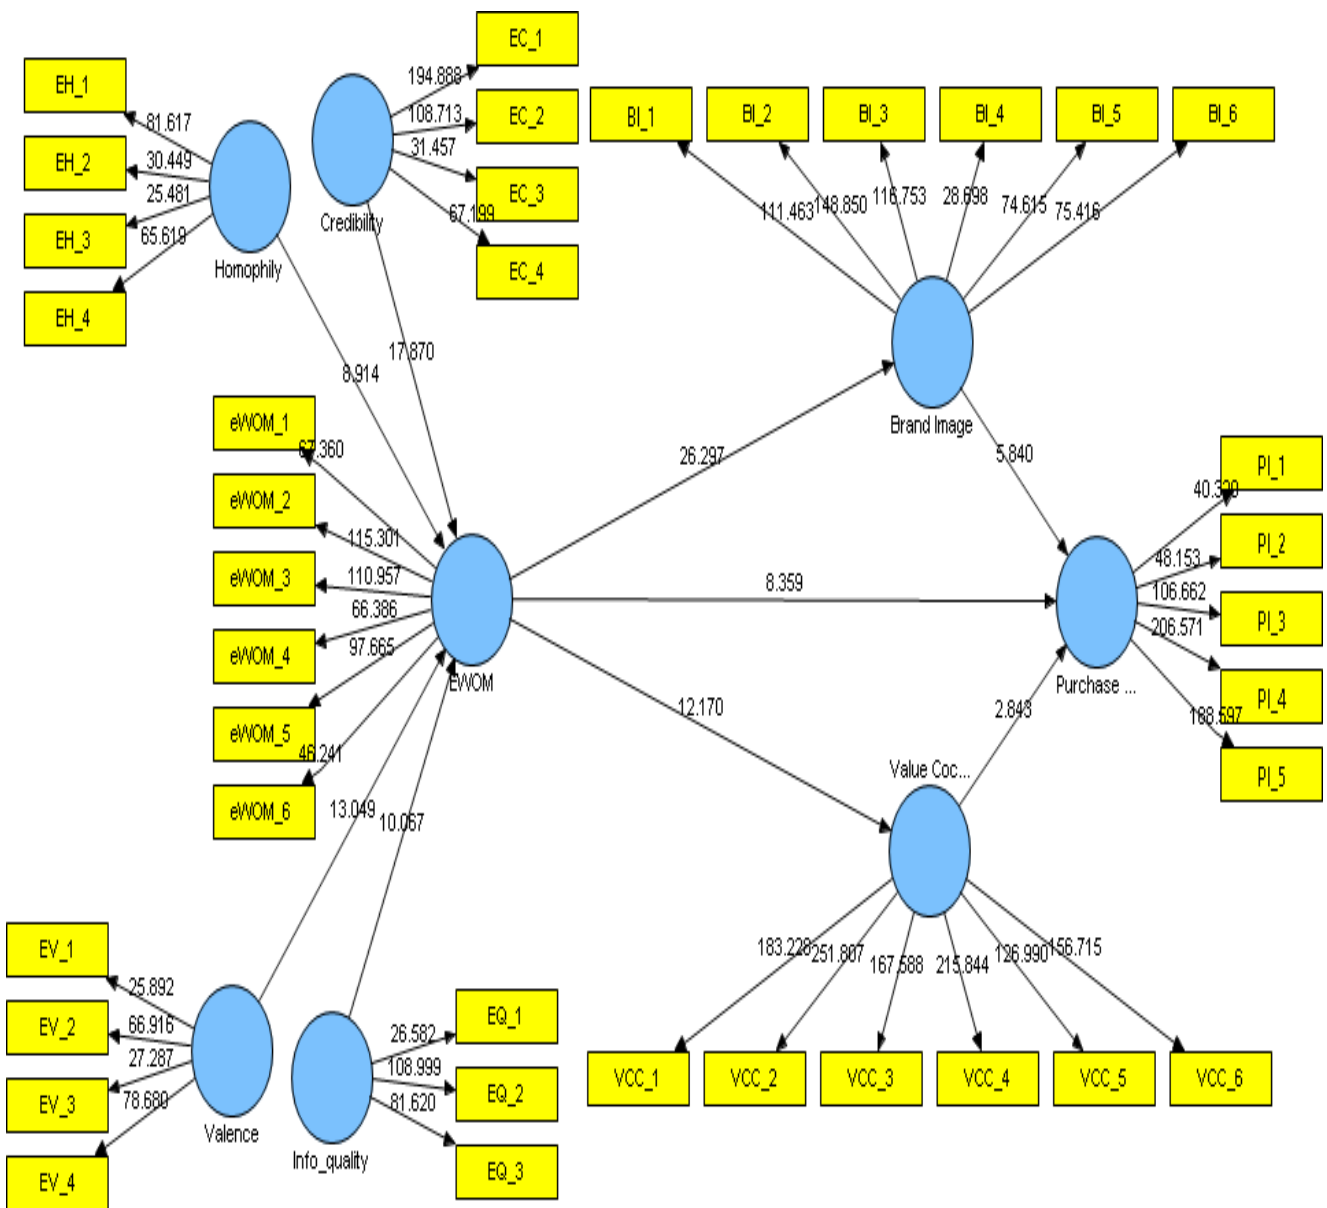 EC_1
EH_1
194.888
81.617
EC_2
108.713
BI_1
BI_2
BI_3
BI_4
BI_5
BI_6
EH_2
30.449
31.457
25.481
EC_3
EH_3
65.619
67.199
Credibility
111.463
148.850
116.753
28.698
74.615
75.416
EC_4
Homophily
EH_4
17.870
8.914
eWOM_1
67.360
Brand Image
26.297
5.840
PI_1
eWOM_2
115.301
PI_2
48.153
eWOM_3
110.957
8.359
106.662
PI_3
66.386
206.571
eWOM_4
97.665
EWOM
Purchase ...
PI_4
12.170
2.843
188.597
eWOM_5
46.241
Value Coc...
PI_5
eWOM_6
13.049
10.067
EV_1
183.228
251.807
167.588
215.844
126.990
156.715
25.892
EV_2
66.916
26.582
EQ_1
27.287
108.999
VCC_1
VCC_2
VCC_3
VCC_4
VCC_5
VCC_6
EV_3
78.680
81.620
EQ_2
Valence
Info_quality
EV_4
EQ_3